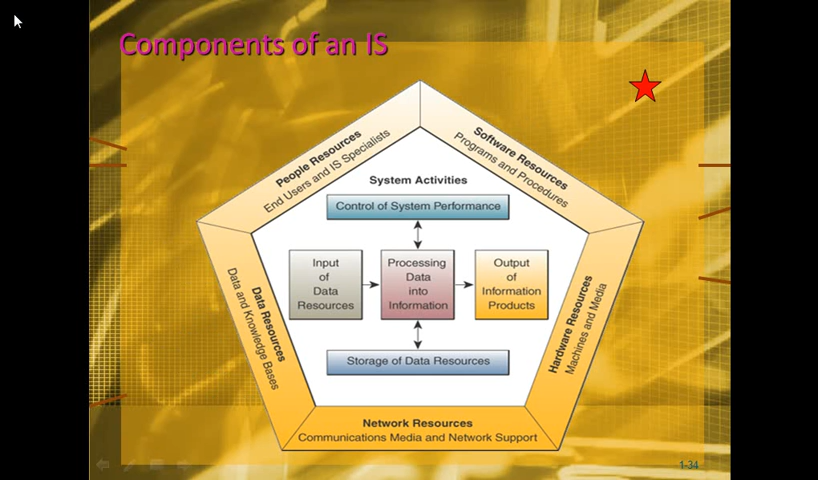 Components of an IS
People Resources
End Users and IS Specialists
Software Resources
Programs and Procedures
System Activities
Control of System Performance
Input
of
Data
Resources
Processing
Data
into
Information
Output
of
Information
Products
Storage of Data Resources
Data Resources
Data and Knowledge Bases
Hardware Resources
Machines and Media
Network Resources
Communications Media and Network Support
1-34